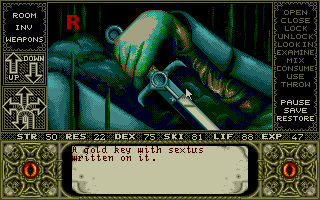 ROOM
INV
WEAPONS
UP
DOWN
R
OPEN
CLOSE
LOCK
UNLOCK
LOOK IN
EXAMINE
MIX
CONSUME
USE
THROW
PAUSE
SAVE
RESTORE
STR 50 RES 22 DEX 75 SKI 81 LIF 88 EXP 47
A gold key with sextus
written on it.